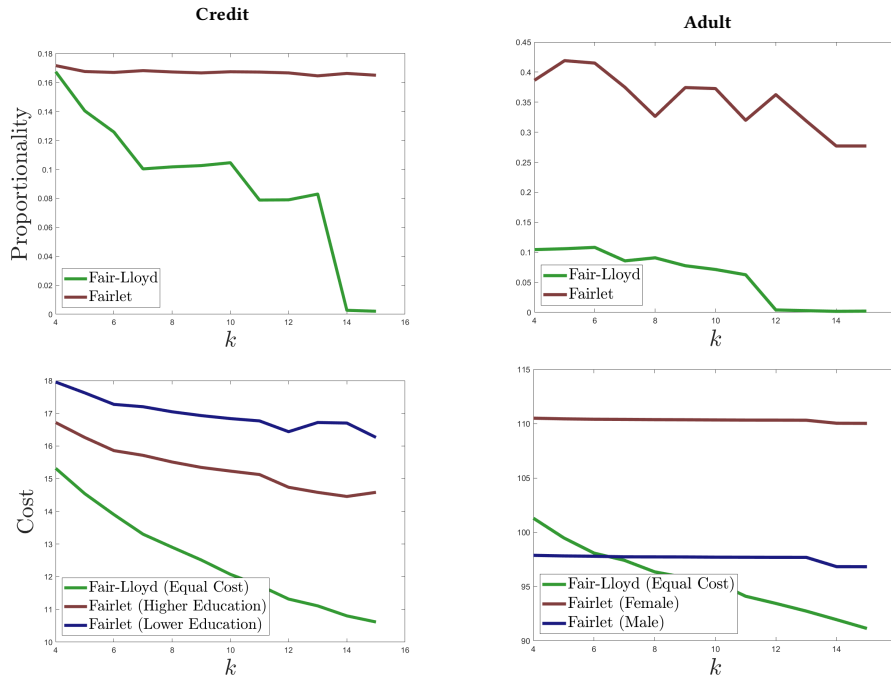 Credit
0.18
0.16
0.14
0.12
0.1
0.08
0.06
0.04
0.02
0
Proportionality
Fair-Lloyd
Fairlet
4 6 8 10 12 14 16
k
Adult
0.45
0.4
0.35
0.3
0.25
0.2
0.15
0.1
0.05
0
Fair-Lloyd
Fairlet
4 6 8 10 12 14
k
18
17
16
15
14
13
12
11
10
Cost
Fair-Lloyd (Equal Cost)
Fairlet (Higher Education)
Fairlet (Lower Education)
4 6 8 10 12 14 16
k
115
110
105
100
95
90
Fair-Lloyd (Equal Cost)
Fairlet (Female)
Fairlet (Male)
4 6 8 10 12 14
k